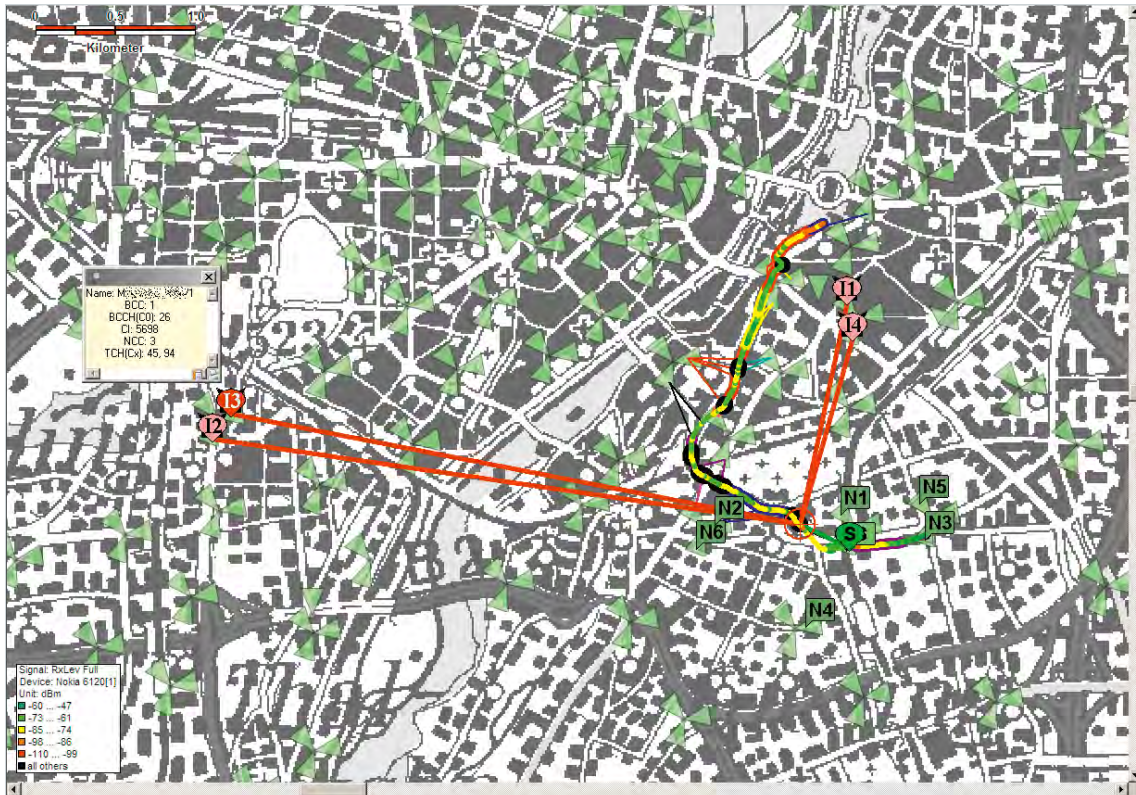 0 0.5 1.0
Kilometer
I1
I4
BCC: 1
BCCH(C0): 26
CI: 5698
NCC: 3
TCH(Cx): 45, 94
I3
I2
N1
N5
N2
N3
N6
S
N4
Signal: RxLev Full
Device: Nokia 6120[1]
Unit: dBm
-60 ... -47
-73 ... -61
-85 ... -74
-98 ... -86
-110 ... -99
all others